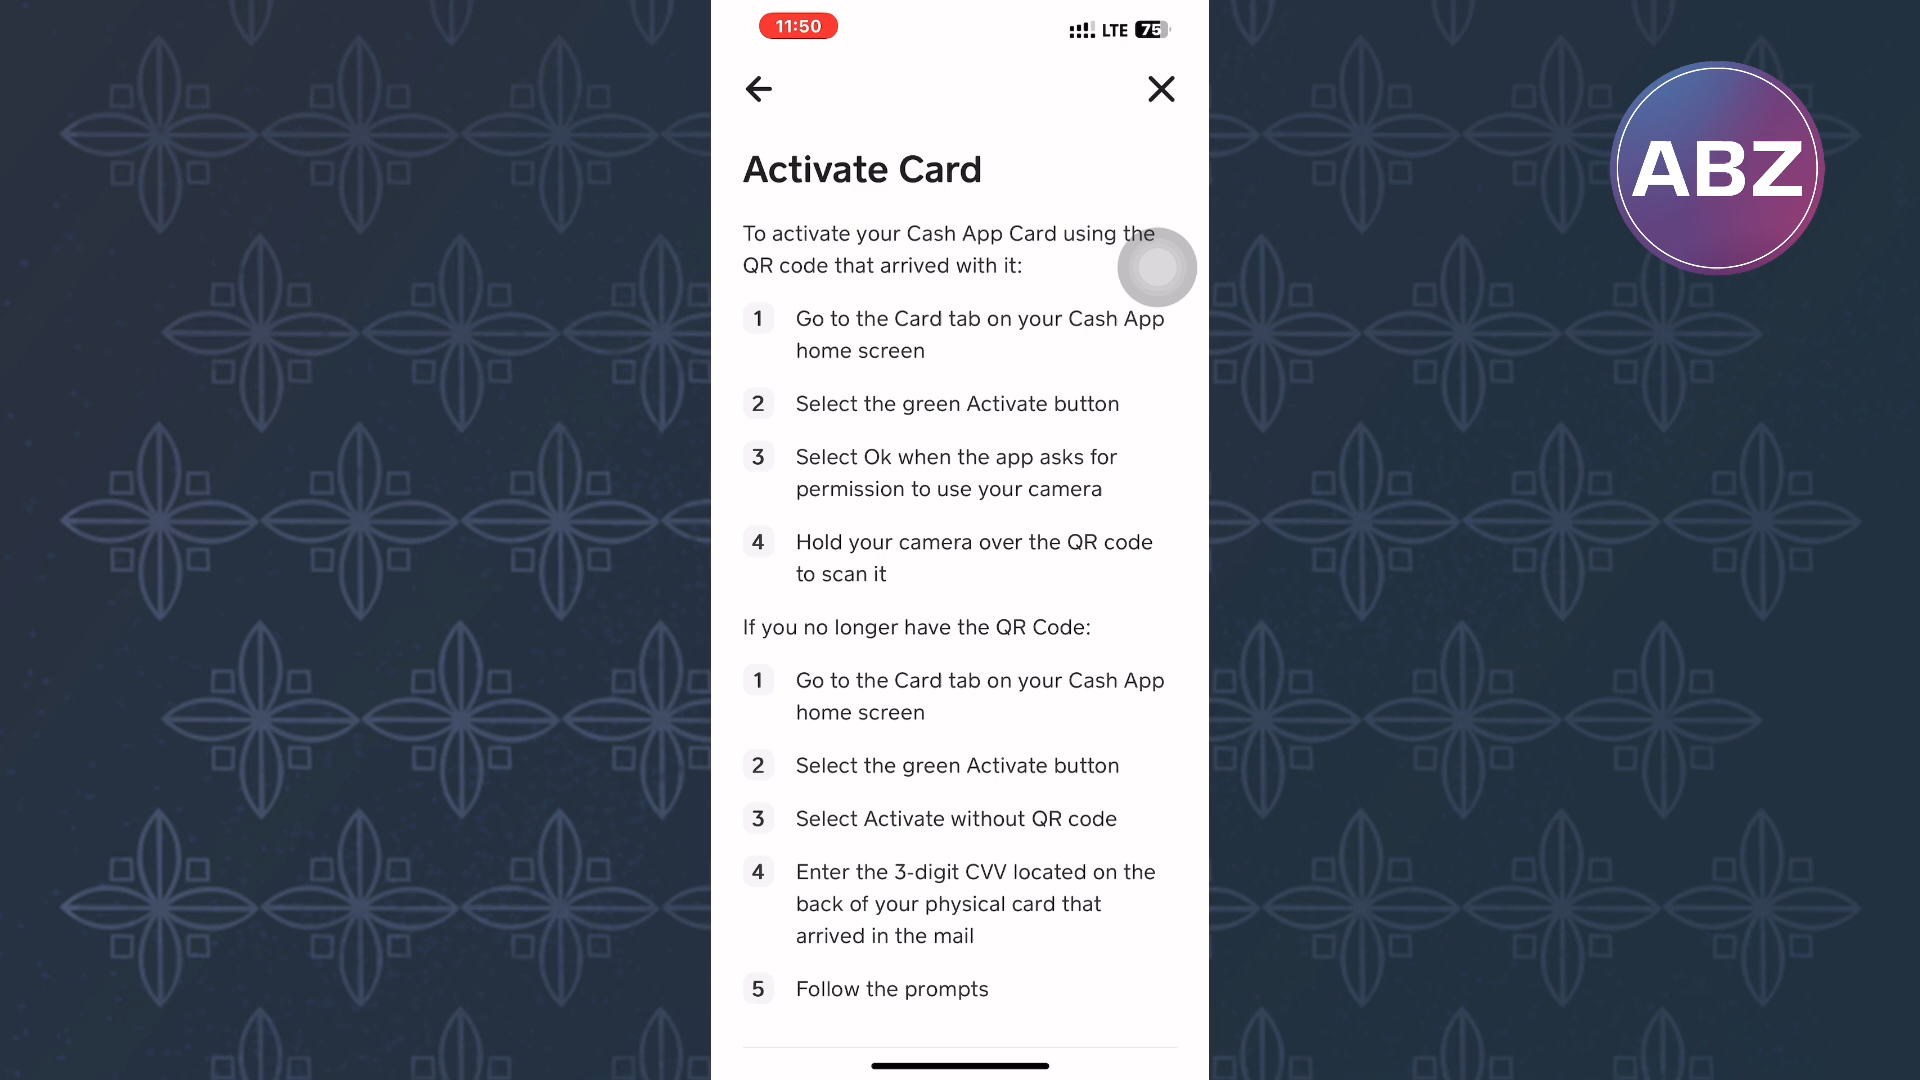 11:50
LTE 75
ABZ
Activate Card
To activate your Cash App Card using the
QR code that arrived with it:
1 Go to the Card tab on your Cash App
home screen
2 Select the green Activate button
3 Select Ok when the app asks for
permission to use your camera
4 Hold your camera over the QR code
to scan it
If you no longer have the QR Code:
1 Go to the Card tab on your Cash App
home screen
2 Select the green Activate button
3 Select Activate without QR code
4 Enter the 3-digit CVV located on the
back of your physical card that
arrived in the mail
5 Follow the prompts